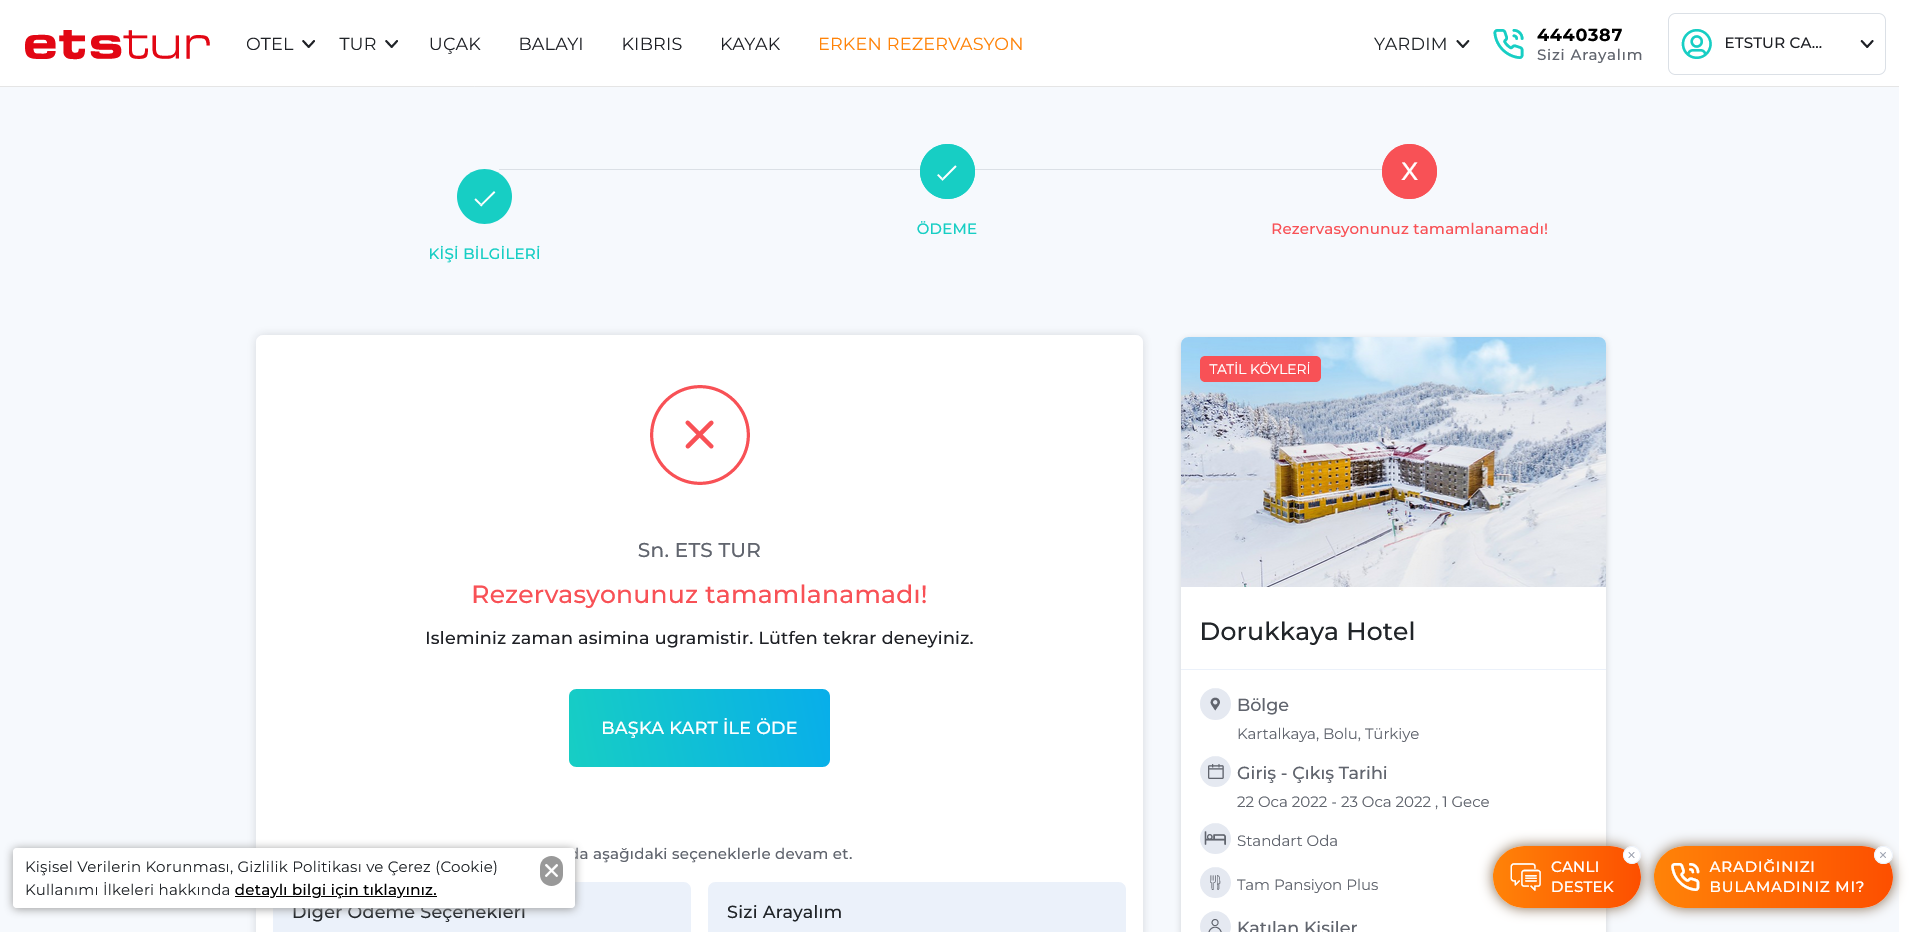 etstur
OTEL
TUR
UÇAK
BALAYI
KIBRIS
KAYAK
ERKEN REZERVASYON
YARDIM
4440387
Sizi Arayalım
ETSTUR CA...
KİŞİ BİLGİLERİ
ÖDEME
X
Rezervasyonunuz tamamlanamadı!
Sn. ETS TUR
Rezervasyonunuz tamamlanamadı!
Isleminiz zaman asimina ugramistir. Lütfen tekrar deneyiniz.
BAŞKA KART İLE ÖDE
da aşağıdaki seçeneklerle devam et.
Diğer Ödeme Seçenekleri
Sizi Arayalım
TATİL KÖYLERİ
Dorukkaya Hotel
Bölge
Kartalkaya, Bolu, Türkiye
Giriş - Çıkış Tarihi
22 Oca 2022 - 23 Oca 2022 , 1 Gece
Standart Oda
Tam Pansiyon Plus
Katılan Kişiler
Kişisel Verilerin Korunması, Gizlilik Politikası ve Çerez (Cookie)
Kullanımı İlkeleri hakkında detaylı bilgi için tıklayınız.
CANLI
DESTEK
ARADIĞINIZI
BULAMADINIZ MI?